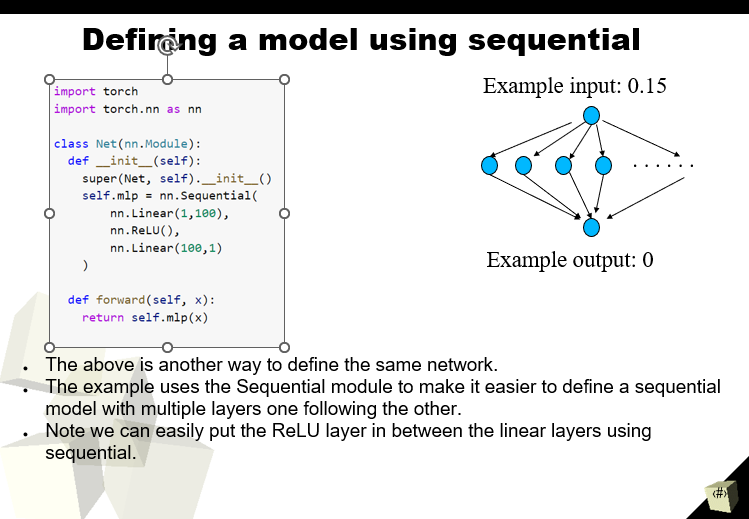 Defining a model using sequential
import torch
import torch.nn as nn
class Net(nn.Module):
def __init__(self):
super(Net, self).__init__()
self.mlp = nn.Sequential(
nn.Linear(1,100),
nn.ReLU(),
nn.Linear(100,1)
)
def forward(self, x):
return self.mlp(x)
Example input: 0.15
. . . . . .
Example output: 0
• The above is another way to define the same network.
• The example uses the Sequential module to make it easier to define a sequential
model with multiple layers one following the other.
• Note we can easily put the ReLU layer in between the linear layers using
sequential.
‹#›